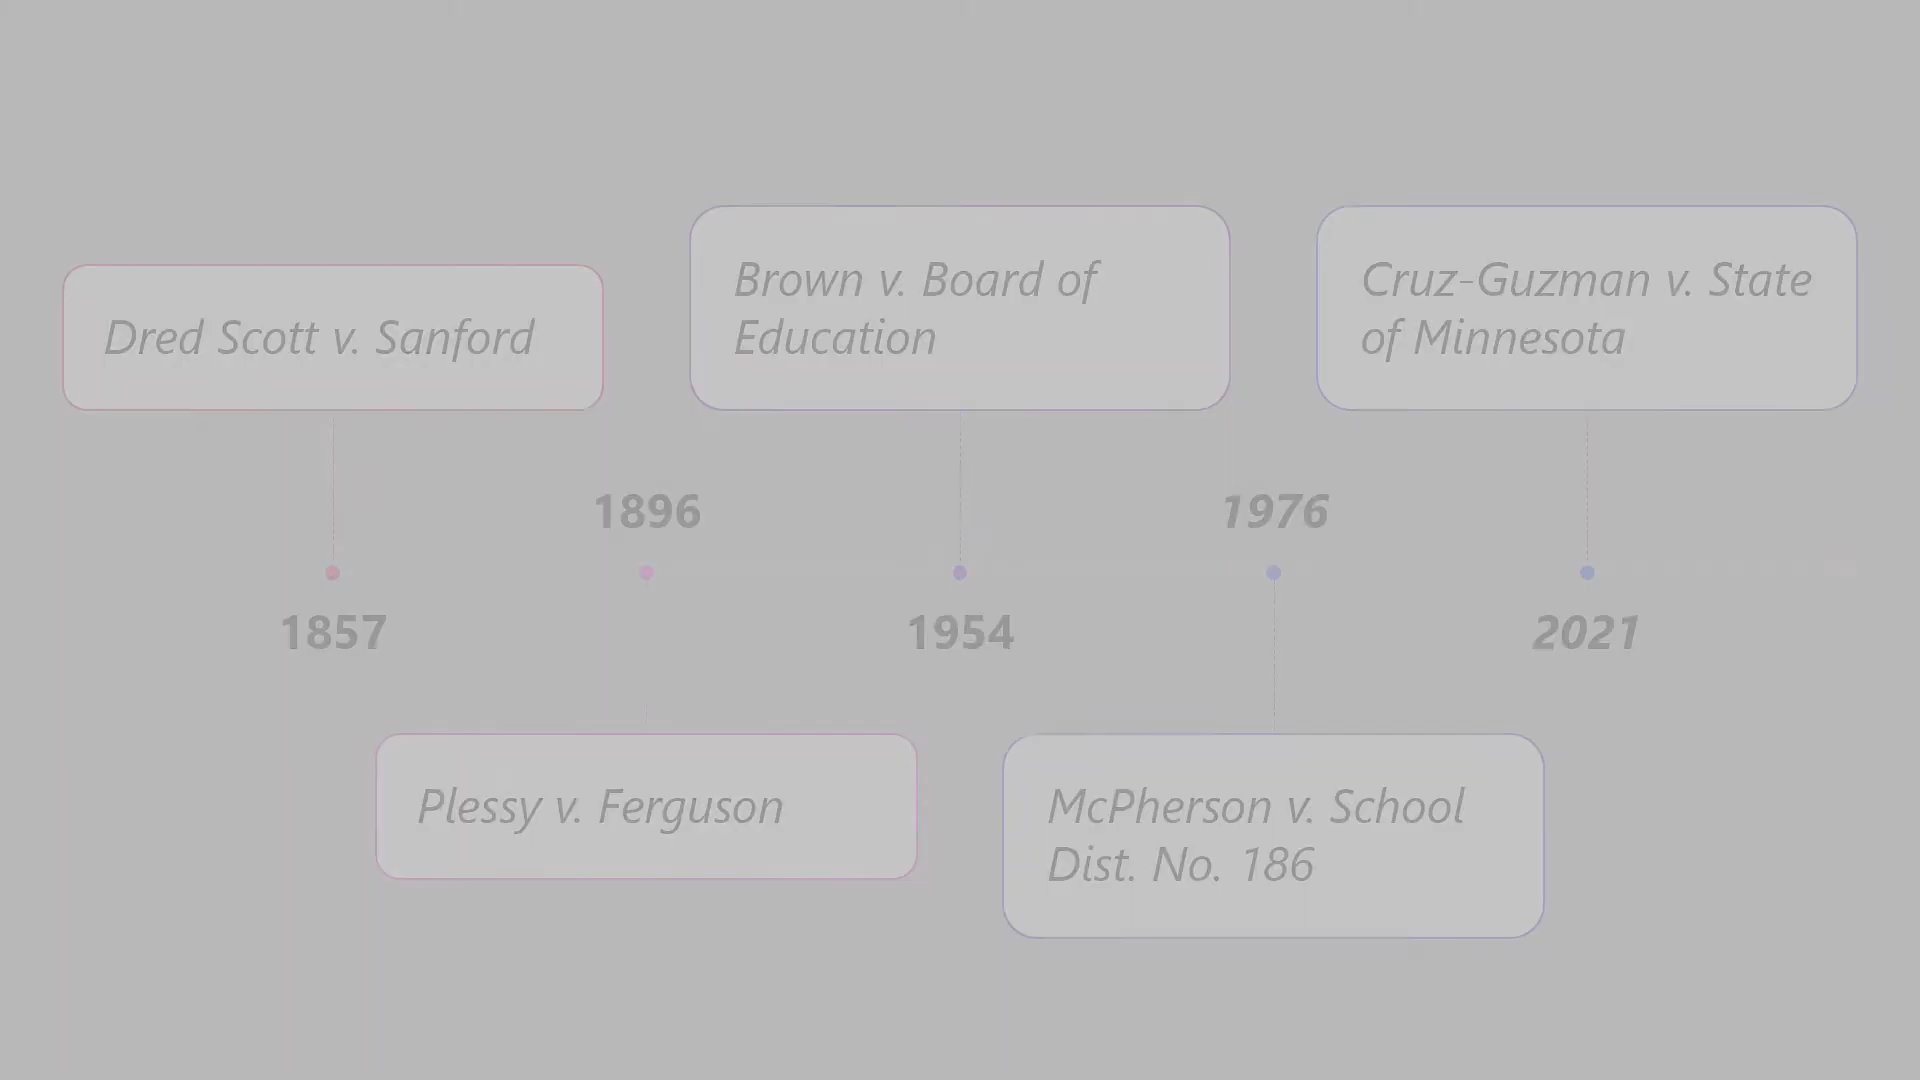 Dred Scott v. Sanford
1857
1896
Plessy v. Ferguson
Brown v. Board of
Education
1954
1976
McPherson v. School
Dist. No. 186
Cruz-Guzman v. State
of Minnesota
2021